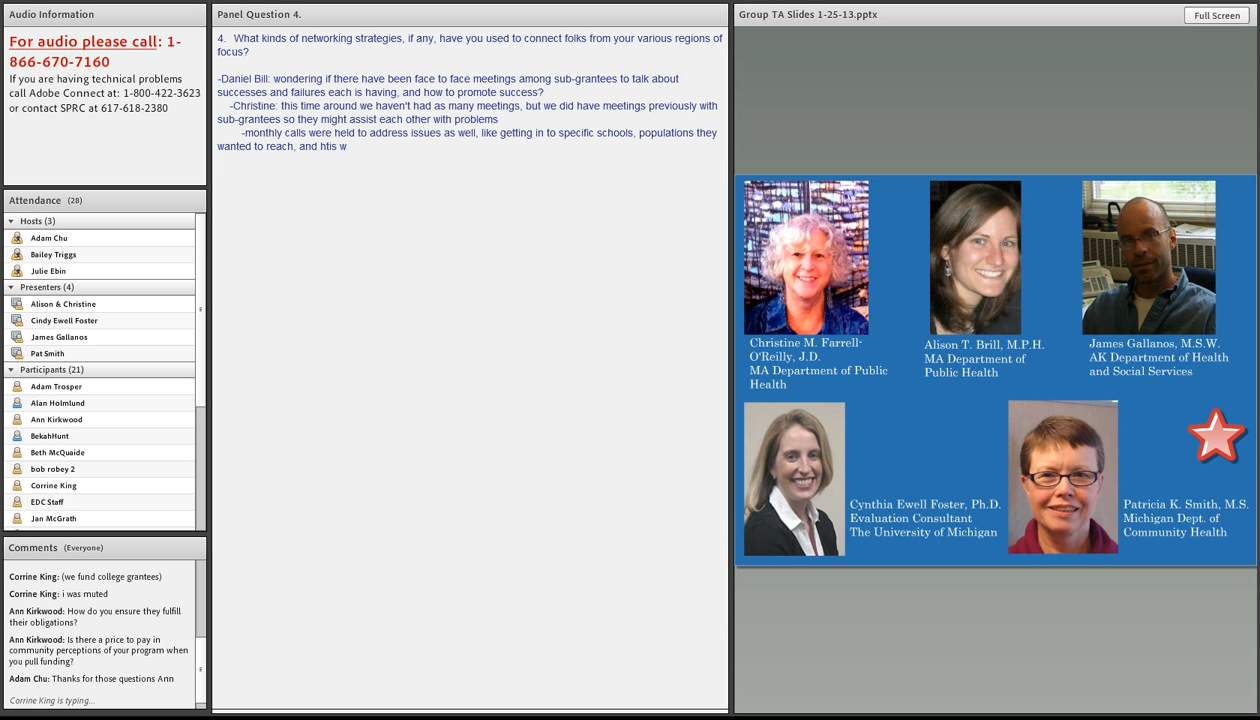 Audio Information
For audio please call: 1-
866-670-7160
If you are having technical problems
call Adobe Connect at: 1-800-422-3623
or contact SPRC at 617-618-2380
Attendance (28)
Hosts (3)
Adam Chu
Bailey Triggs
Julie Ebin
Presenters (4)
Alison & Christine
Cindy Ewell Foster
James Gallanos
Pat Smith
Participants (21)
Adam Trosper
Alan Holmlund
Ann Kirkwood
BekahHunt
Beth McQuaide
bob robey 2
Corrine King
EDC Staff
Jan McGrath
Comments (Everyone)
Corrine King: (we fund college grantees)
Corrine King: i was muted
Ann Kirkwood: How do you ensure they fulfill
their obligations?
Ann Kirkwood: Is there a price to pay in
community perceptions of your program when
you pull funding?
Adam Chu: Thanks for those questions Ann
Corrine King is typing...
Panel Question 4.
4. What kinds of networking strategies, if any, have you used to connect folks from your various regions of
focus?
-Daniel Bill: wondering if there have been face to face meetings among sub-grantees to talk about
successes and failures each is having, and how to promote success?
-Christine: this time around we haven't had as many meetings, but we did have meetings previously with
sub-grantees so they might assist each other with problems
-monthly calls were held to address issues as well, like getting in to specific schools, populations they
wanted to reach, and htis w
Group TA Slides 1-25-13.pptx
Full Screen
Christine M. Farrell-
O'Reilly, J.D.
MA Department of Public
Health
Alison T. Brill, M.P.H.
MA Department of
Public Health
James Gallanos, M.S.W.
AK Department of Health
and Social Services
Cynthia Ewell Foster, Ph.D.
Evaluation Consultant
The University of Michigan
Patricia K. Smith, M.S.
Michigan Dept. of
Community Health